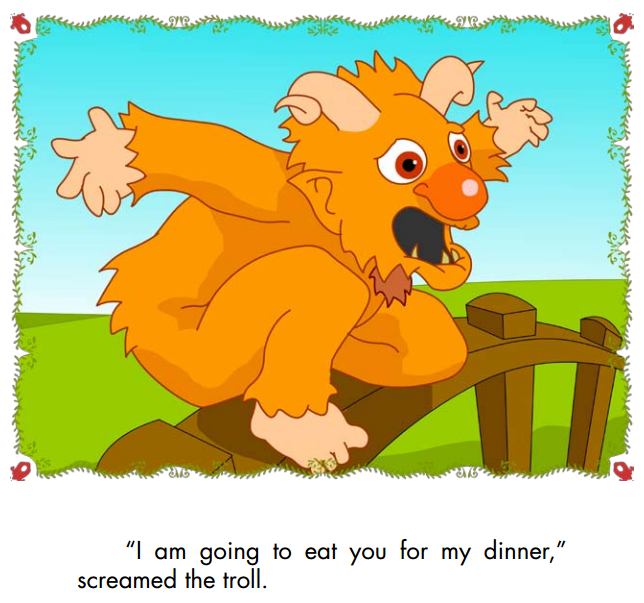 “I am going to eat you for my dinner,”
screamed the troll.